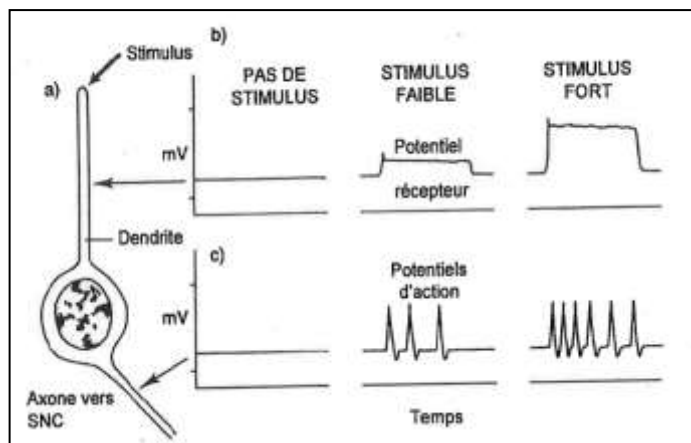 Stimulus
a)
b)
PAS DE
STIMULUS
STIMULUS
FAIBLE
STIMULUS
FORT
mV
Potentiel
récepteur
Dendrite
c)
Potentiels
d'action
mV
Axone vers
SNC
Temps